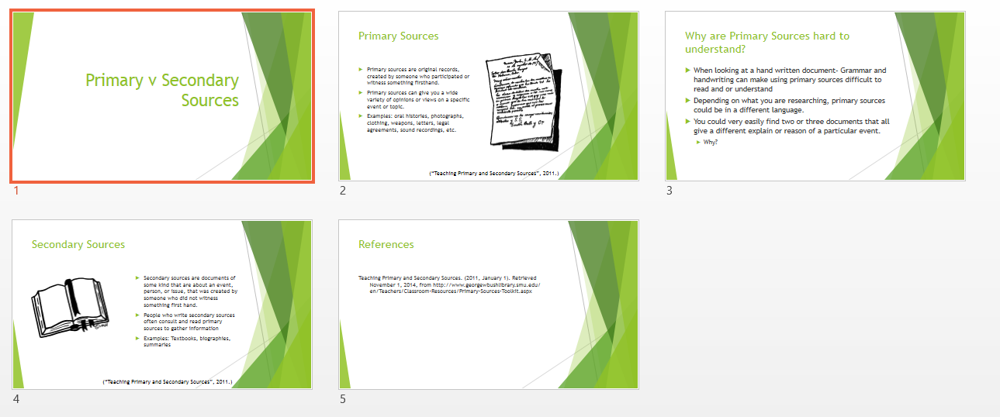 Primary v Secondary
Sources
1
Primary Sources
Primary sources are original records,
created by someone who participated or
witness something firsthand.
Primary sources can give you a wide
variety of opinions or views on a specific
event or topic.
Examples: oral histories, photographs,
clothing, weapons, letters, legal
agreements, sound recordings, etc.
("Teaching Primary and Secondary Sources", 2011.)
2
Why are Primary Sources hard to
understand?
When looking at a hand written document- Grammar and
handwriting can make using primary sources difficult to
read and or understand
Depending on what you are researching, primary sources
could be in a different language.
You could very easily find two or three documents that all
give a different explain or reason of a particular event.
Why?
3
Secondary Sources
Secondary sources are documents of
some kind that are about an event,
person, or issue, that was created by
someone who did not witness
something first hand.
People who write secondary sources
often consult and read primary
sources to gather information
Examples: Textbooks, biographies,
summaries
("Teaching Primary and Secondary Sources", 2011.)
4
References
Teaching Primary and Secondary Sources. (2011, January 1). Retrieved
November 1, 2014, from http://www.georgewbushlibrary.smu.edu/
en/Teachers/Classroom-Resources/Primary-Sources-Toolkit.aspx
5